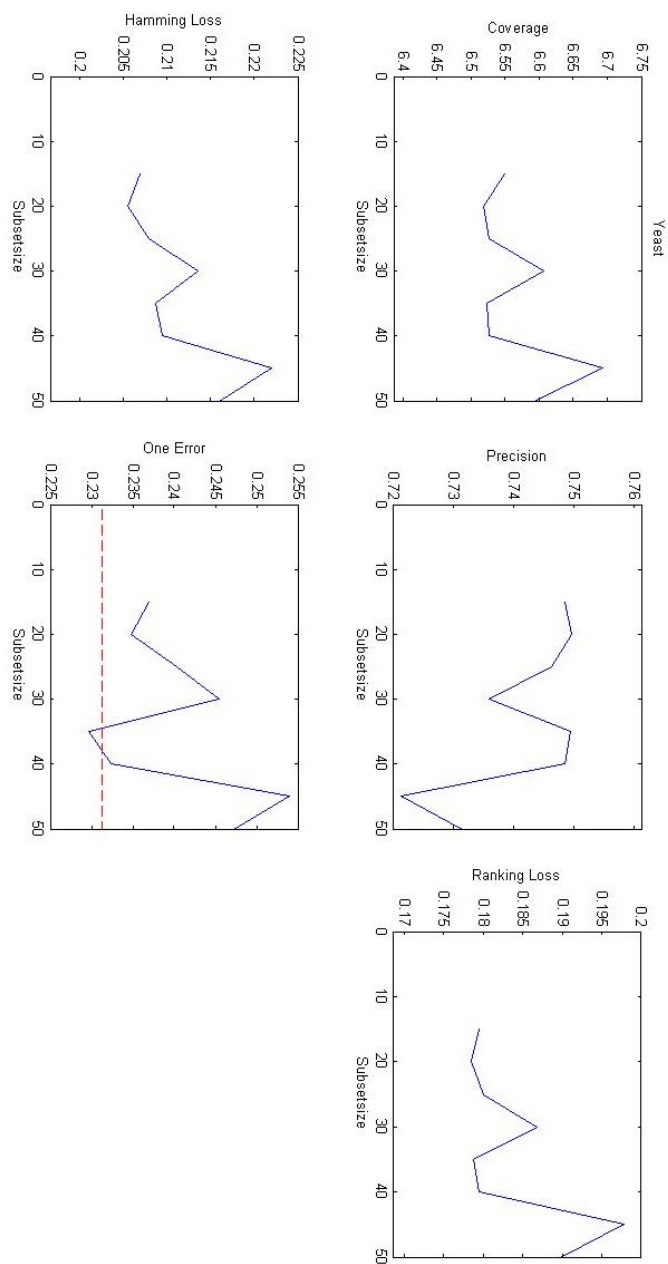 Yeast
Coverage
6.75
6.7
6.65
6.6
6.55
6.5
6.45
6.4
0 10 20 30 40 50
Subsetsize
Precision
0.76
0.75
0.74
0.73
0.72
0 10 20 30 40 50
Subsetsize
Ranking Loss
0.2
0.195
0.19
0.185
0.18
0.175
0.17
0 10 20 30 40 50
Subsetsize
Hamming Loss
0.225
0.22
0.215
0.21
0.205
0.2
0 10 20 30 40 50
Subsetsize
One Error
0.255
0.25
0.245
0.24
0.235
0.23
0.225
0 10 20 30 40 50
Subsetsize